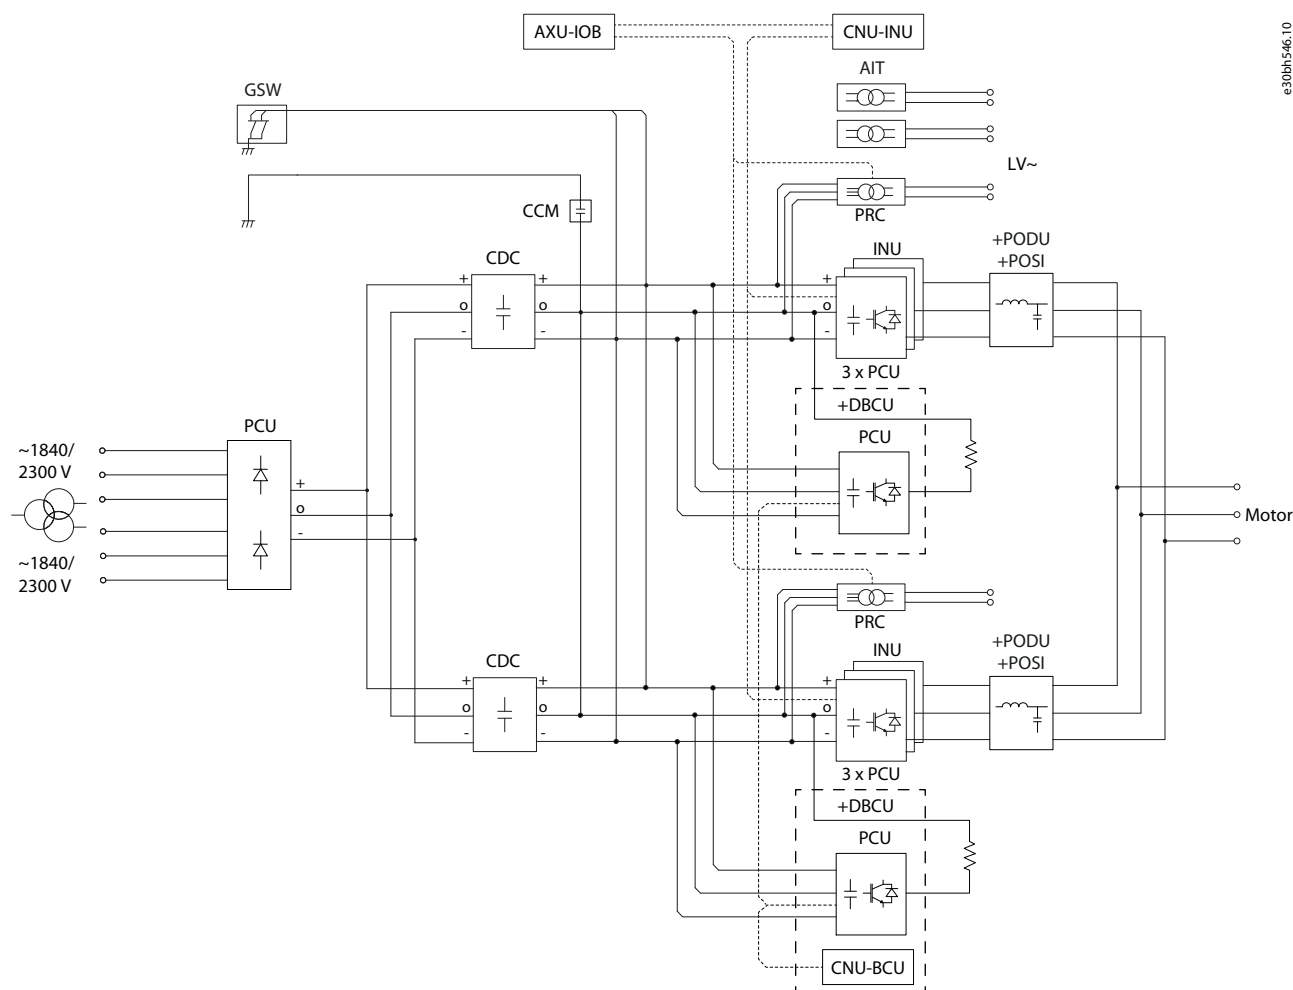 AXU-IOB
CNU-INU
e30bh546.10
AIT
GSW
LV~
CCM
PRC
+PODU
+POSI
INU
CDC
+
+
+
o
o
o
-
-
-
3 x PCU
+DBCU
PCU
PCU
~1840/
2300 V
+
o
-
Motor
~1840/
2300 V
PRC
+PODU
+POSI
INU
CDC
+
+
+
o
o
o
-
-
-
3 x PCU
+DBCU
PCU
CNU-BCU